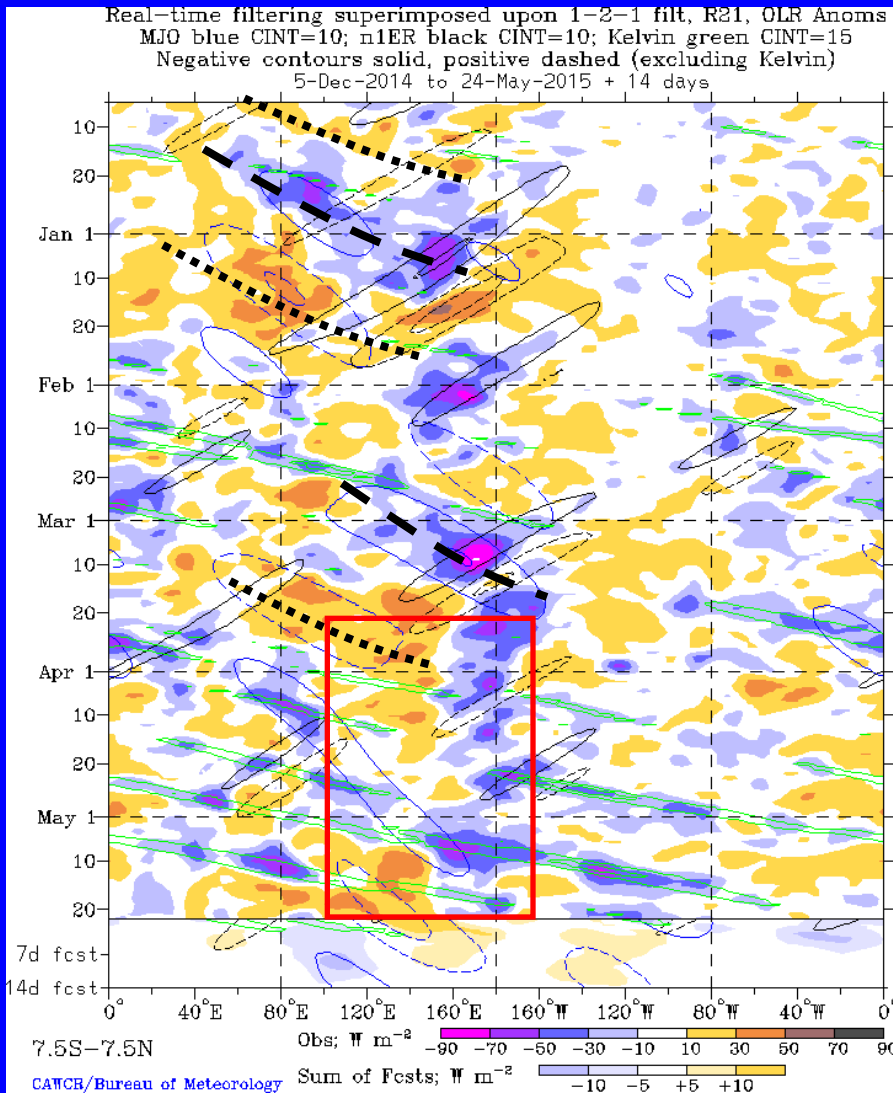 Real-time filtering superimposed upon 1-2-1 filt, R21, OLR Anoms
MJO blue CINT=10; n1ER black CINT=10; Kelvin green CINT=15
Negative contours solid, positive dashed (excluding Kelvin)
5-Dec-2014 to 24-May-2015 + 14 days
10
20
Jan 1
10
20
Feb 1
10
20
Mar 1
10
20
Apr 1
10
20
May 1
10
20
7d fcst
14d fcst
0° 40°E 80°E 120°E 160°E 160°W 120°W 80°W 40°W 0°
7.5S-7.5N
Obs; W m-2
-90 -70 -50 -30 -10 10 30 50 70 90
CAWCR/Bureau of Meteorology
Sum of Fcsts; W m-2
-10 -5 +5 +10